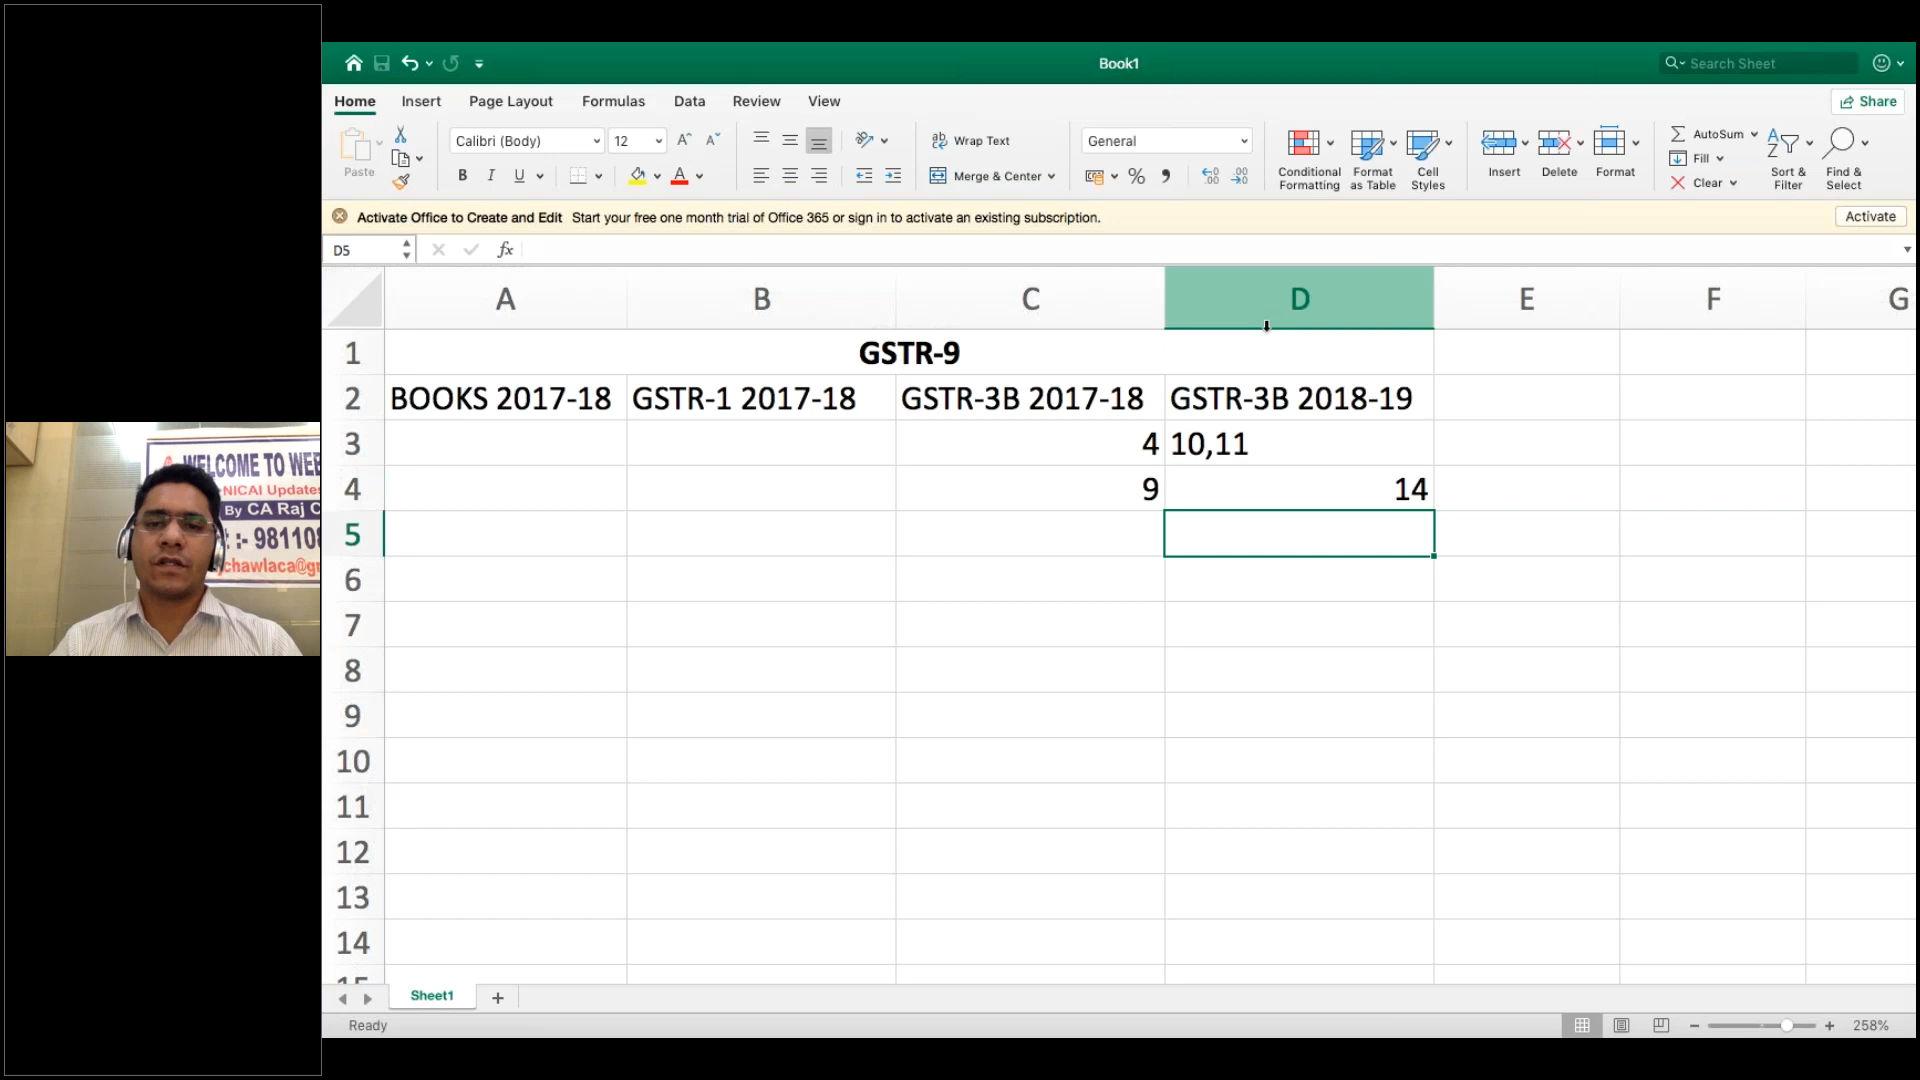 Book1
Search Sheet
Home Insert Page Layout Formulas Data Review View
Share
Paste
Calibri (Body) 12
B I U
Wrap Text
Merge & Center
General
Conditional Formatting
Format as Table
Cell Styles
Insert
Delete
Format
AutoSum
Fill
Clear
Sort & Filter
Find & Select
Activate Office to Create and Edit Start your free one month trial of Office 365 or sign in to activate an existing subscription.
Activate
D5 fx
A B C D E F G
1 GSTR-9
2 BOOKS 2017-18 GSTR-1 2017-18 GSTR-3B 2017-18 GSTR-3B 2018-19
3 4 10,11
4 9 14
5
6
7
8
9
10
11
12
13
14
15
Sheet1
Ready
258%
WELCOME TO WEB
NICAI Updates
By CA Raj C
:- 98110
chawlaca@g